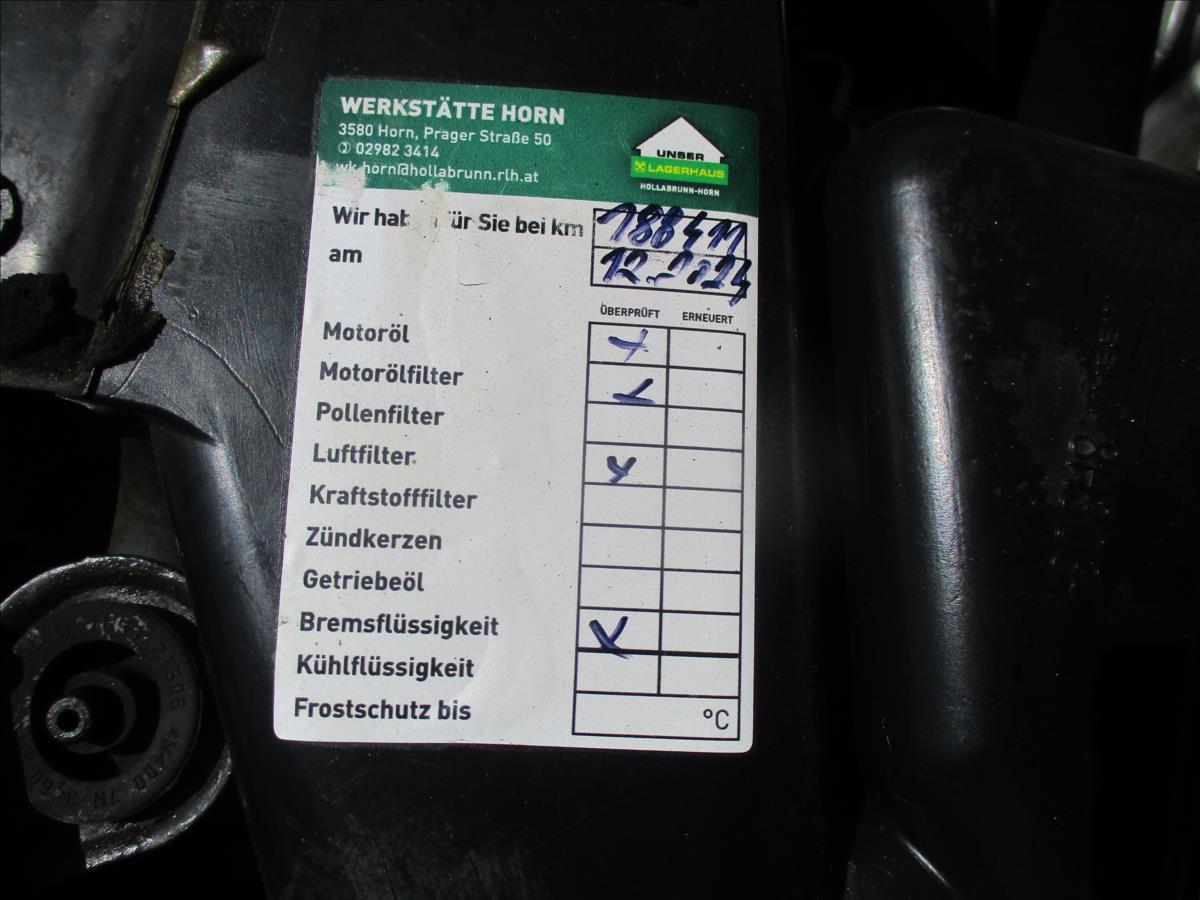 WERKSTÄTTE HORN
3580 Horn, Prager Straße 50
02982 3414
wk.horn@hollabrunn.rlh.at
UNSER
LAGERHAUS
HOLLABRUNN-HORN
Wir hab ür Sie bei km 188411
am 12-2024
ÜBERPRÜFT ERNEUERT
Motoröl
Motorölfilter
Pollenfilter
Luftfilter
Kraftstofffilter
Zündkerzen
Getriebeöl
Bremsflüssigkeit
Kühlflüssigkeit
Frostschutz bis °C